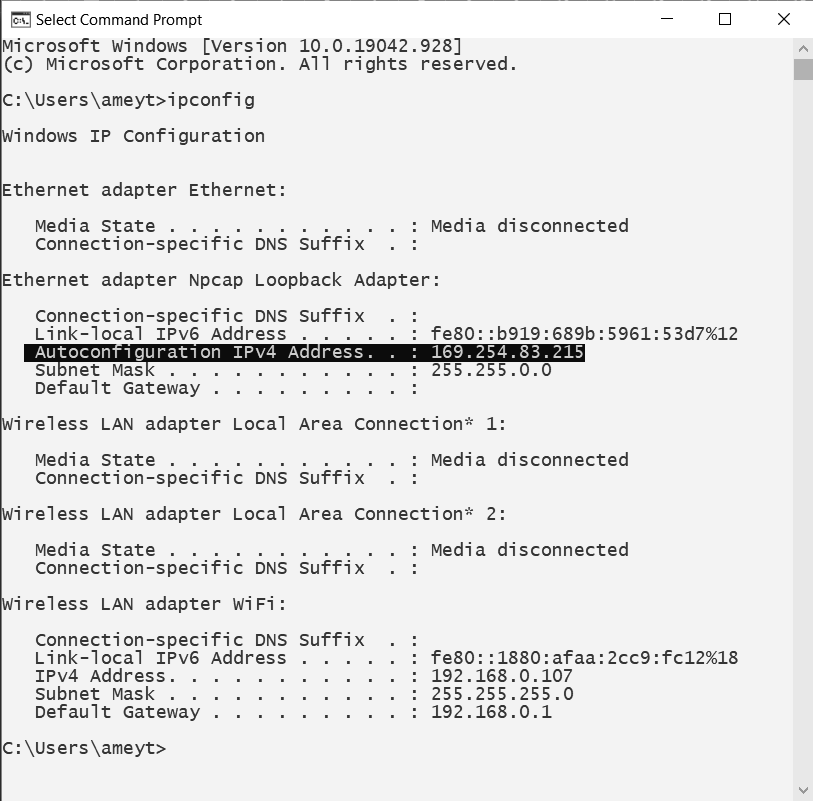 Select Command Prompt
Microsoft Windows [Version 10.0.19042.928]
(c) Microsoft Corporation. All rights reserved.
C:\Users\ameyt>ipconfig
Windows IP Configuration
Ethernet adapter Ethernet:
Media State . . . . . . . . . . . : Media disconnected
Connection-specific DNS Suffix  . :
Ethernet adapter Npcap Loopback Adapter:
Connection-specific DNS Suffix  . :
Link-local IPv6 Address . . . . . : fe80::b919:689b:5961:53d7%12
Autoconfiguration IPv4 Address. . : 169.254.83.215
Subnet Mask . . . . . . . . . . . : 255.255.0.0
Default Gateway . . . . . . . . . :
Wireless LAN adapter Local Area Connection* 1:
Media State . . . . . . . . . . . : Media disconnected
Connection-specific DNS Suffix  . :
Wireless LAN adapter Local Area Connection* 2:
Media State . . . . . . . . . . . : Media disconnected
Connection-specific DNS Suffix  . :
Wireless LAN adapter WiFi:
Connection-specific DNS Suffix  . :
Link-local IPv6 Address . . . . . : fe80::1880:afaa:2cc9:fc12%18
IPv4 Address. . . . . . . . . . . : 192.168.0.107
Subnet Mask . . . . . . . . . . . : 255.255.255.0
Default Gateway . . . . . . . . . : 192.168.0.1
C:\Users\ameyt>